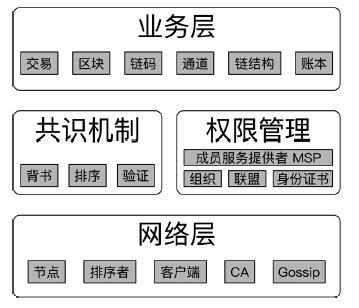 业务层
交易 区块 链码 通道 链结构 账本
共识机制
背书 排序 验证
权限管理
成员服务提供者 MSP
组织 联盟 身份证书
网络层
节点 排序者 客户端 CA Gossip